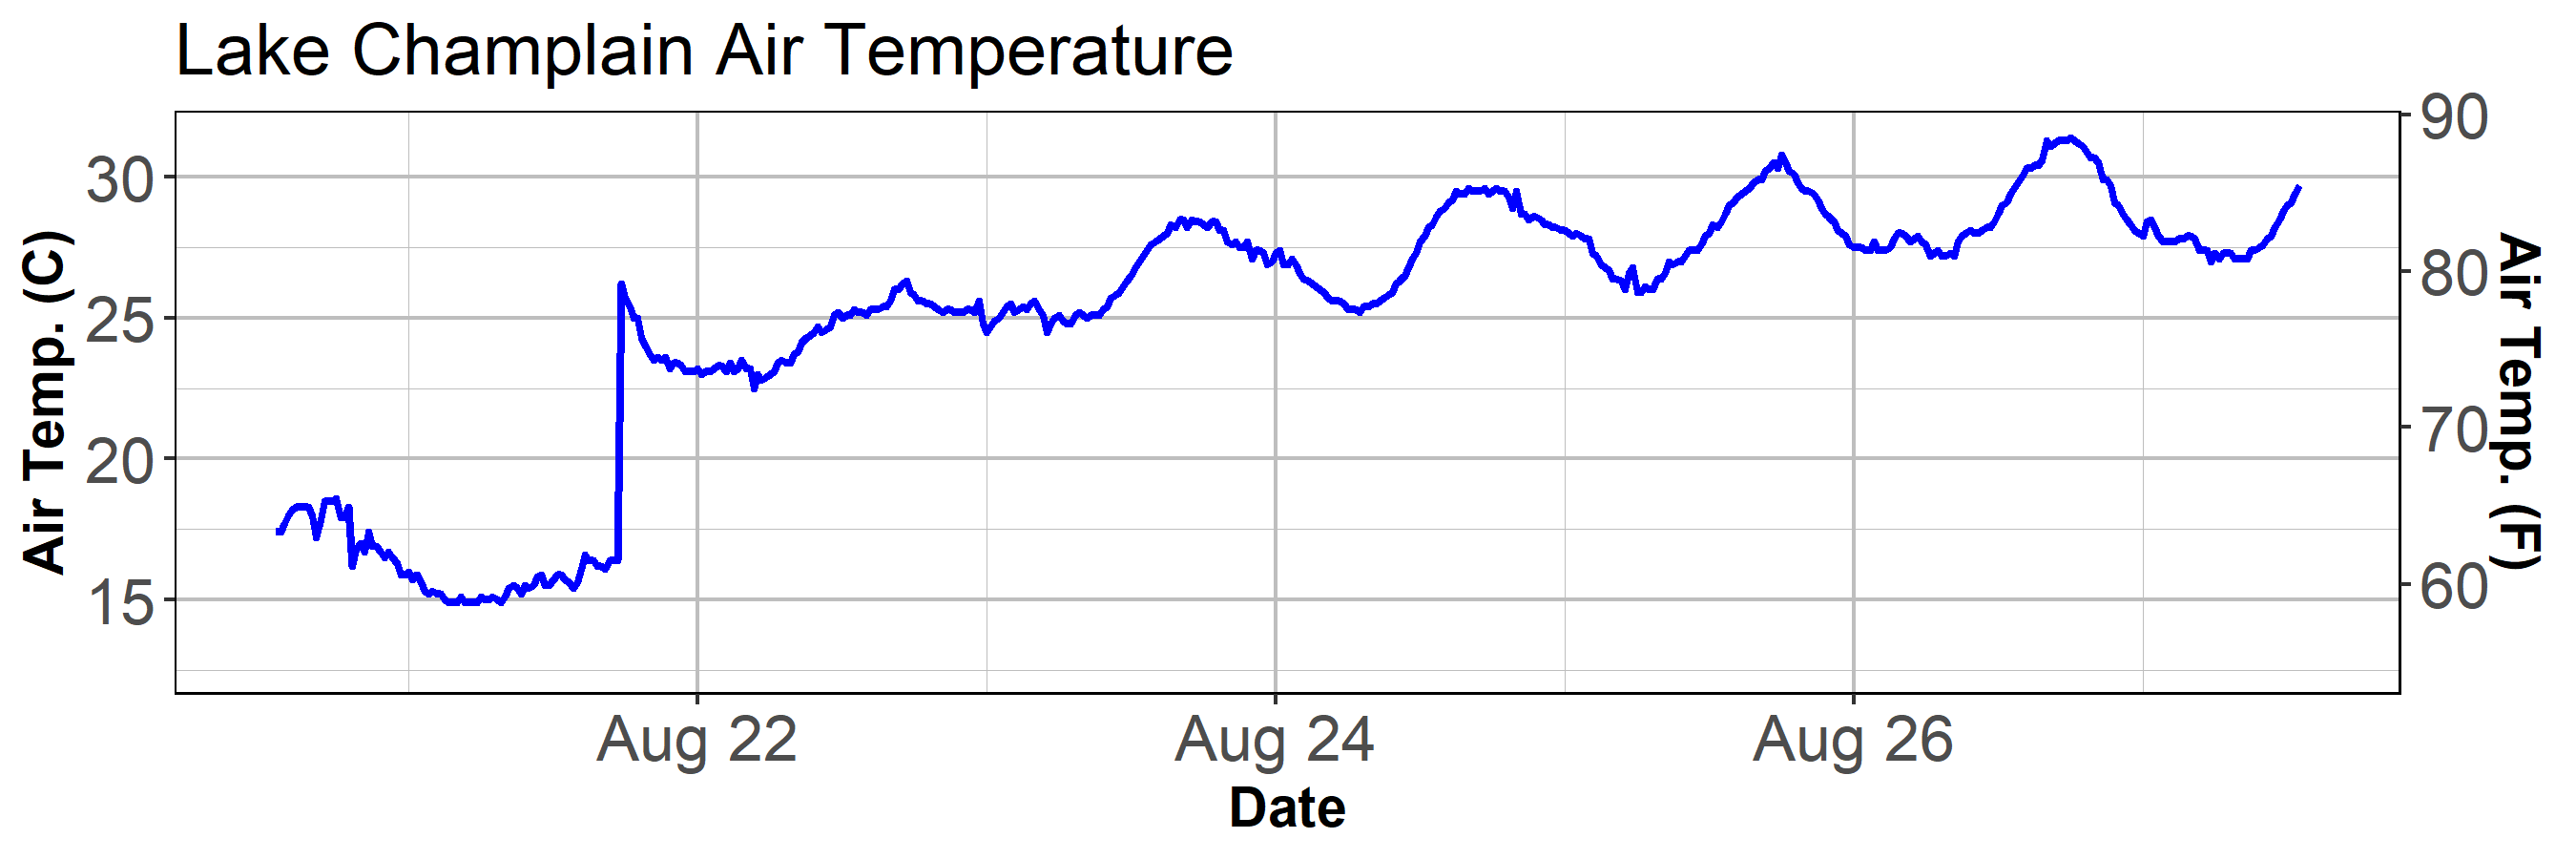 Lake Champlain Air Temperature
Air Temp. (C)
30
25
20
15
90
80
70
60
Air Temp. (F)
Aug 22
Aug 24
Aug 26
Date